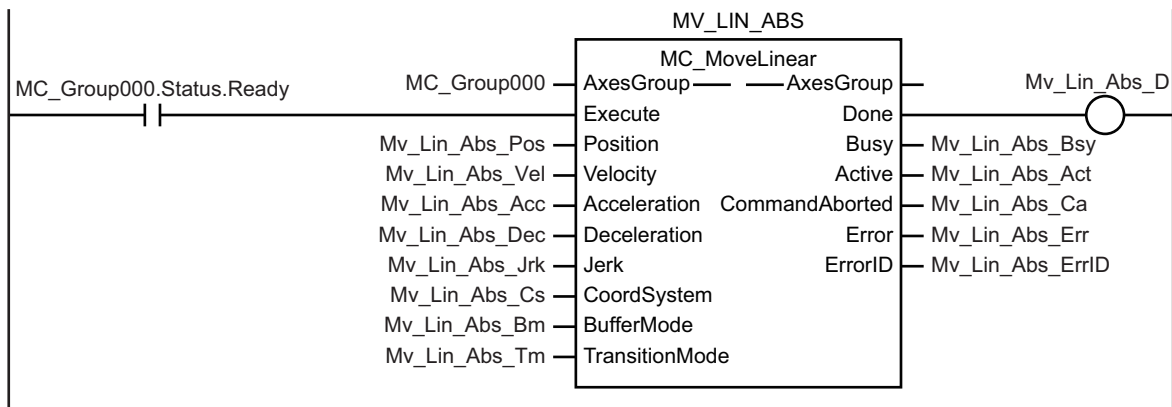 MV_LIN_ABS
MC_MoveLinear
MC_Group000.Status.Ready MC_Group000 AxesGroup AxesGroup Mv_Lin_Abs_D
Execute Done
Mv_Lin_Abs_Pos Position Busy Mv_Lin_Abs_Bsy
Mv_Lin_Abs_Vel Velocity Active Mv_Lin_Abs_Act
Mv_Lin_Abs_Acc Acceleration CommandAborted Mv_Lin_Abs_Ca
Mv_Lin_Abs_Dec Deceleration Error Mv_Lin_Abs_Err
Mv_Lin_Abs_Jrk Jerk ErrorID Mv_Lin_Abs_ErrID
Mv_Lin_Abs_Cs CoordSystem
Mv_Lin_Abs_Bm BufferMode
Mv_Lin_Abs_Tm TransitionMode